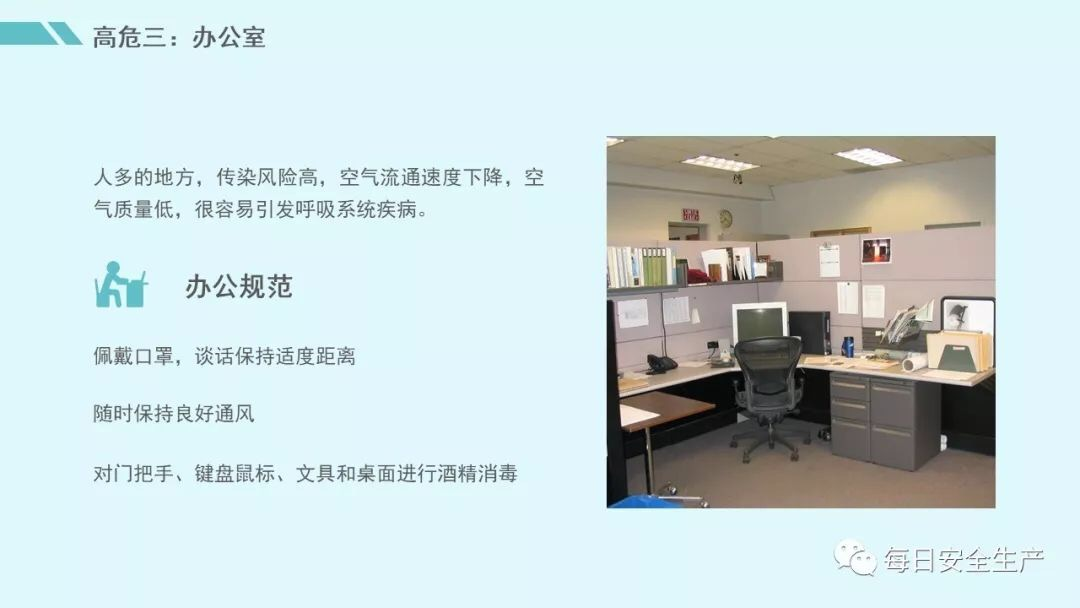 高危三：办公室
人多的地方，传染风险高，空气流通速度下降，空
气质量低，很容易引发呼吸系统疾病。
办公规范
佩戴口罩，谈话保持适度距离
随时保持良好通风
对门把手、键盘鼠标、文具和桌面进行酒精消毒
每日安全生产